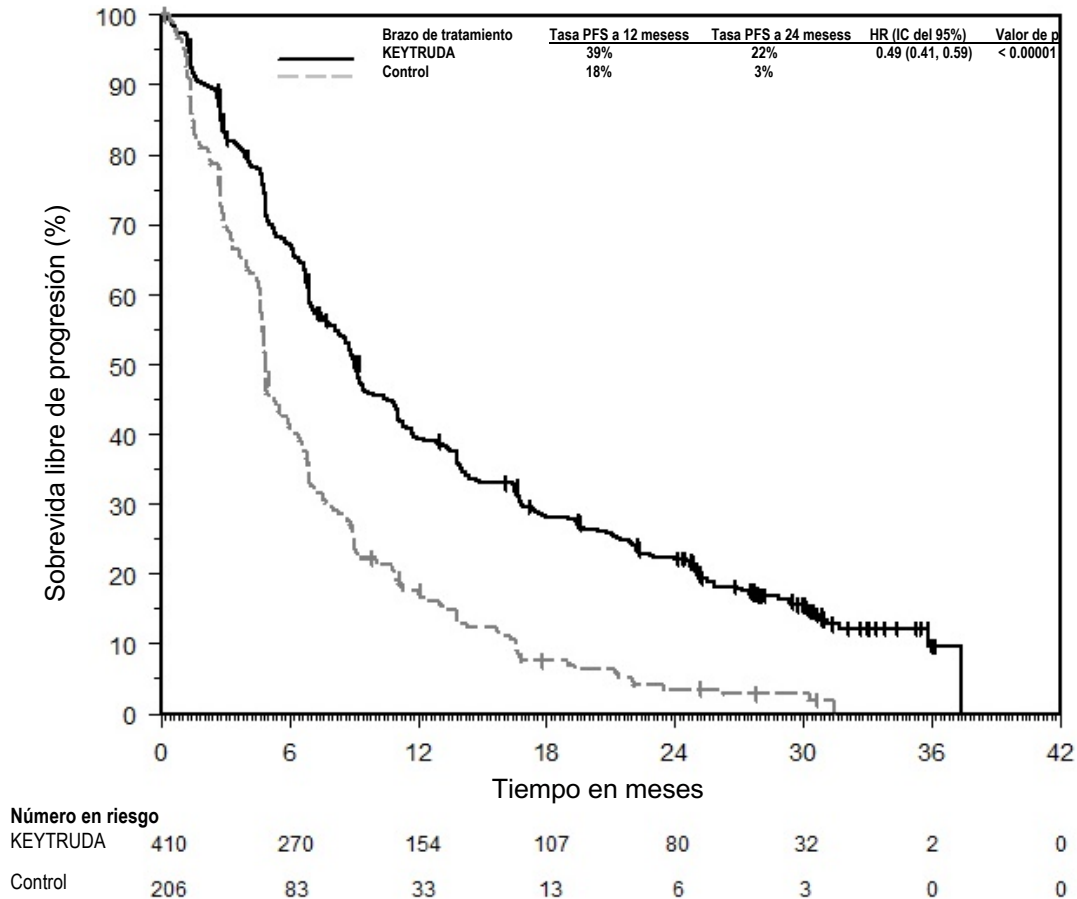 Brazo de tratamiento Tasa PFS a 12 mesess Tasa PFS a 24 mesess HR (IC del 95%) Valor de p
KEYTRUDA 39% 22% 0.49 (0.41, 0.59) < 0.00001
Control 18% 3%
Sobrevida libre de progresión (%)
100
90
80
70
60
50
40
30
20
10
0
0 6 12 18 24 30 36 42
Tiempo en meses
Número en riesgo
KEYTRUDA 410 270 154 107 80 32 2 0
Control 206 83 33 13 6 3 0 0